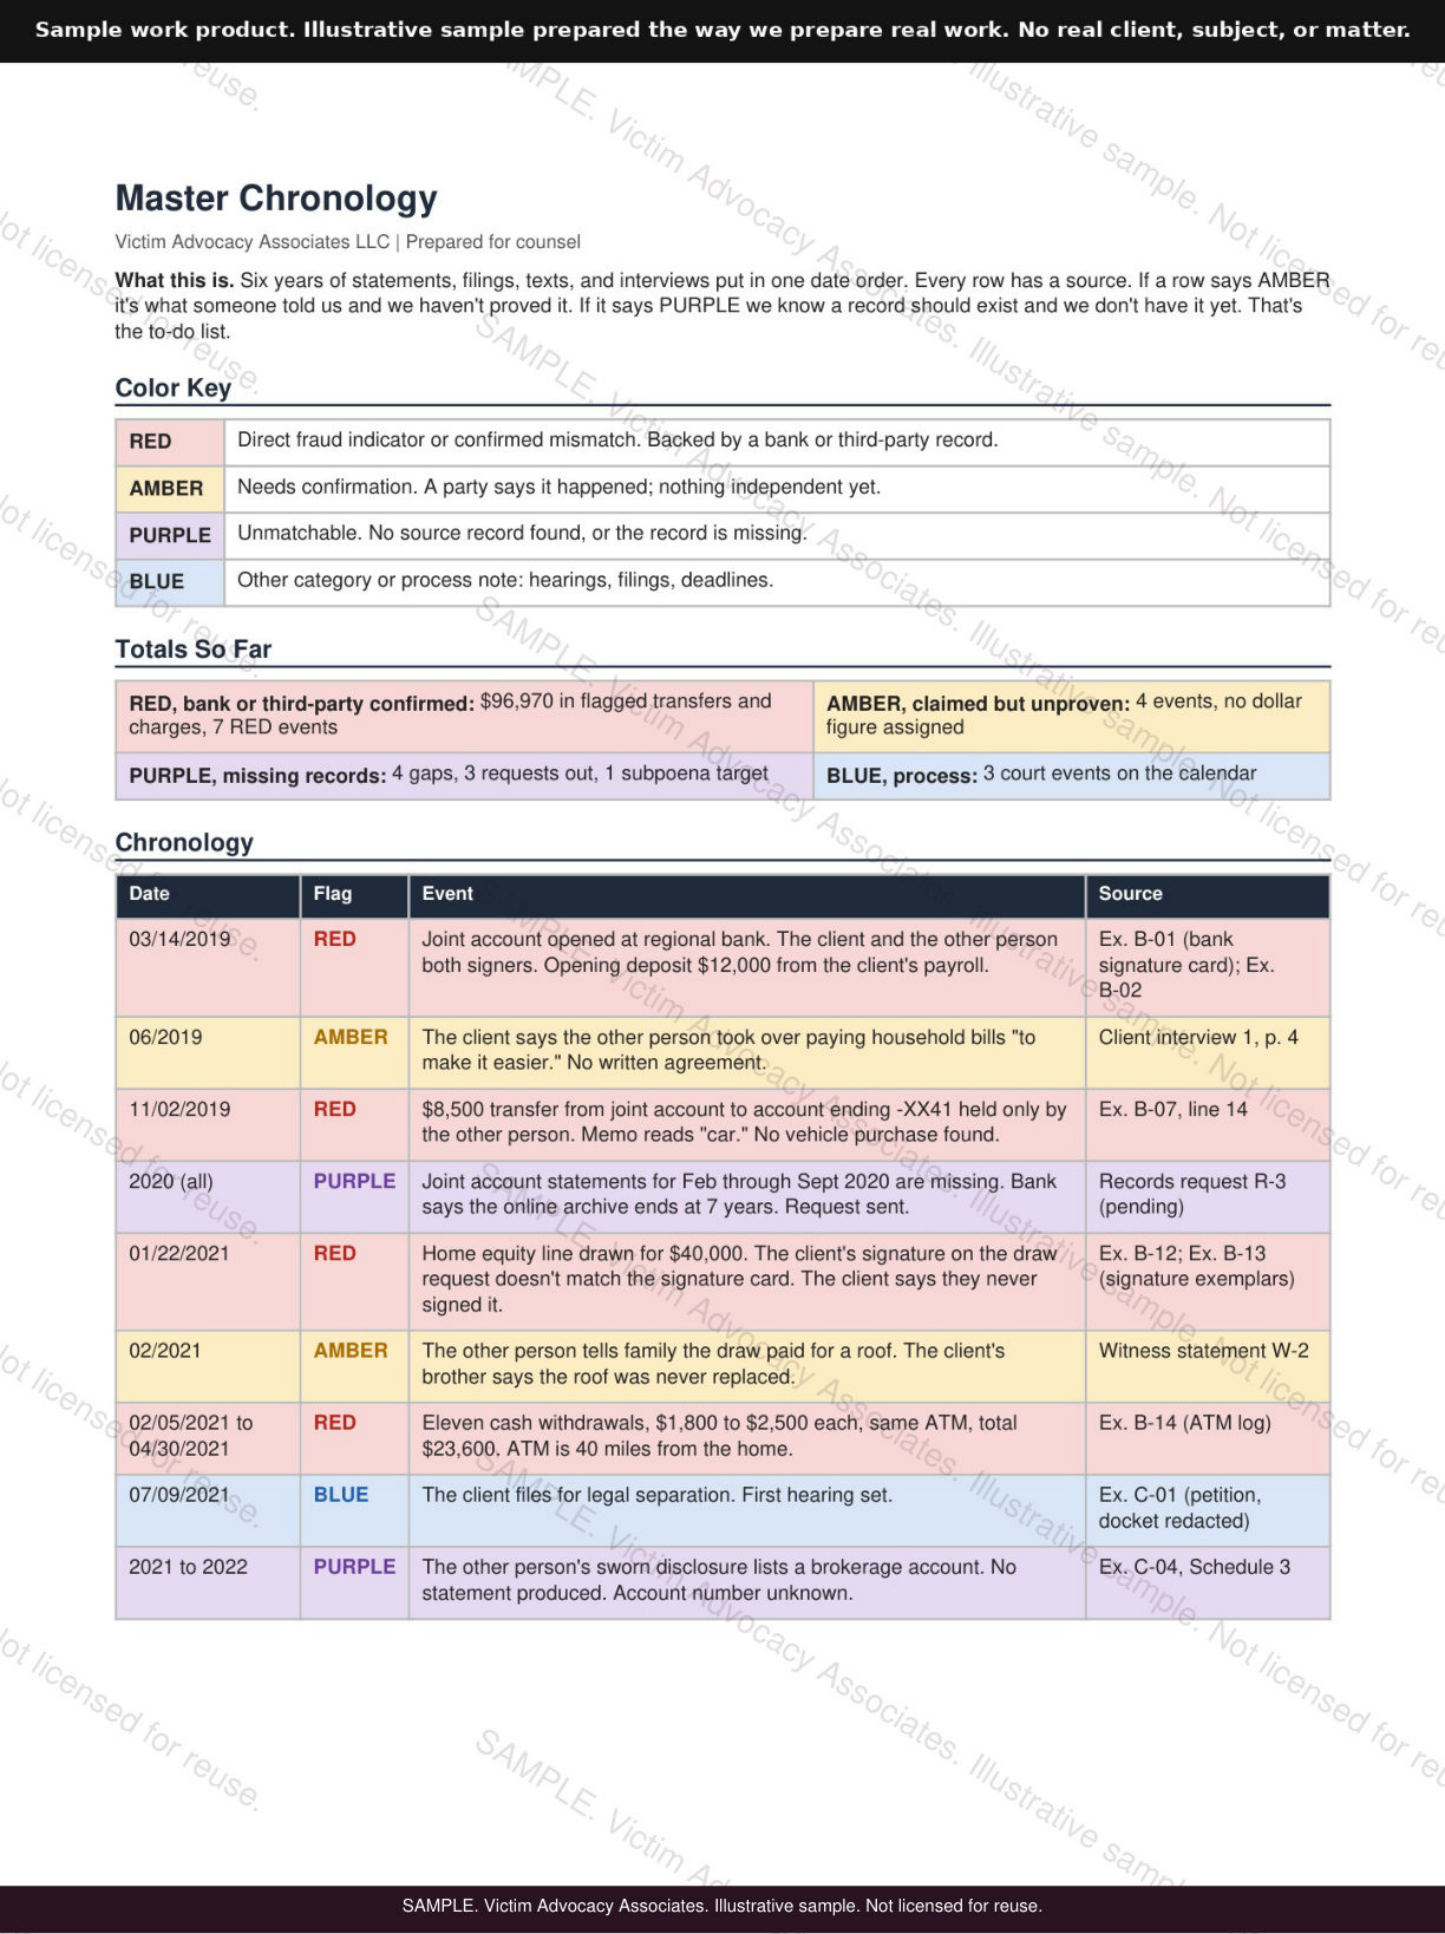 Sample work product. Illustrative sample prepared the way we prepare real work. No real client, subject, or matter.
Master Chronology
Victim Advocacy Associates LLC | Prepared for counsel
What this is. Six years of statements, filings, texts, and interviews put in one date order. Every row has a source. If a row says AMBER
it's what someone told us and we haven't proved it. If it says PURPLE we know a record should exist and we don't have it yet. That's
the to-do list.
Color Key
RED Direct fraud indicator or confirmed mismatch. Backed by a bank or third-party record.
AMBER Needs confirmation. A party says it happened; nothing independent yet.
PURPLE Unmatchable. No source record found, or the record is missing.
BLUE Other category or process note: hearings, filings, deadlines.
Totals So Far
RED, bank or third-party confirmed: $96,970 in flagged transfers and
charges, 7 RED events
AMBER, claimed but unproven: 4 events, no dollar
figure assigned
PURPLE, missing records: 4 gaps, 3 requests out, 1 subpoena target
BLUE, process: 3 court events on the calendar
Chronology
Date Flag Event Source
03/14/2019 RED Joint account opened at regional bank. The client and the other person
both signers. Opening deposit $12,000 from the client's payroll.
Ex. B-01 (bank
signature card); Ex.
B-02
06/2019 AMBER The client says the other person took over paying household bills "to
make it easier." No written agreement.
Client interview 1, p. 4
11/02/2019 RED $8,500 transfer from joint account to account ending -XX41 held only by
the other person. Memo reads "car." No vehicle purchase found.
Ex. B-07, line 14
2020 (all) PURPLE Joint account statements for Feb through Sept 2020 are missing. Bank
says the online archive ends at 7 years. Request sent.
Records request R-3
(pending)
01/22/2021 RED Home equity line drawn for $40,000. The client's signature on the draw
request doesn't match the signature card. The client says they never
signed it.
Ex. B-12; Ex. B-13
(signature exemplars)
02/2021 AMBER The other person tells family the draw paid for a roof. The client's
brother says the roof was never replaced.
Witness statement W-2
02/05/2021 to
04/30/2021
RED Eleven cash withdrawals, $1,800 to $2,500 each, same ATM, total
$23,600. ATM is 40 miles from the home.
Ex. B-14 (ATM log)
07/09/2021 BLUE The client files for legal separation. First hearing set.
Ex. C-01 (petition,
docket redacted)
2021 to 2022 PURPLE The other person's sworn disclosure lists a brokerage account. No
statement produced. Account number unknown.
Ex. C-04, Schedule 3
SAMPLE. Victim Advocacy Associates. Illustrative sample. Not licensed for reuse.